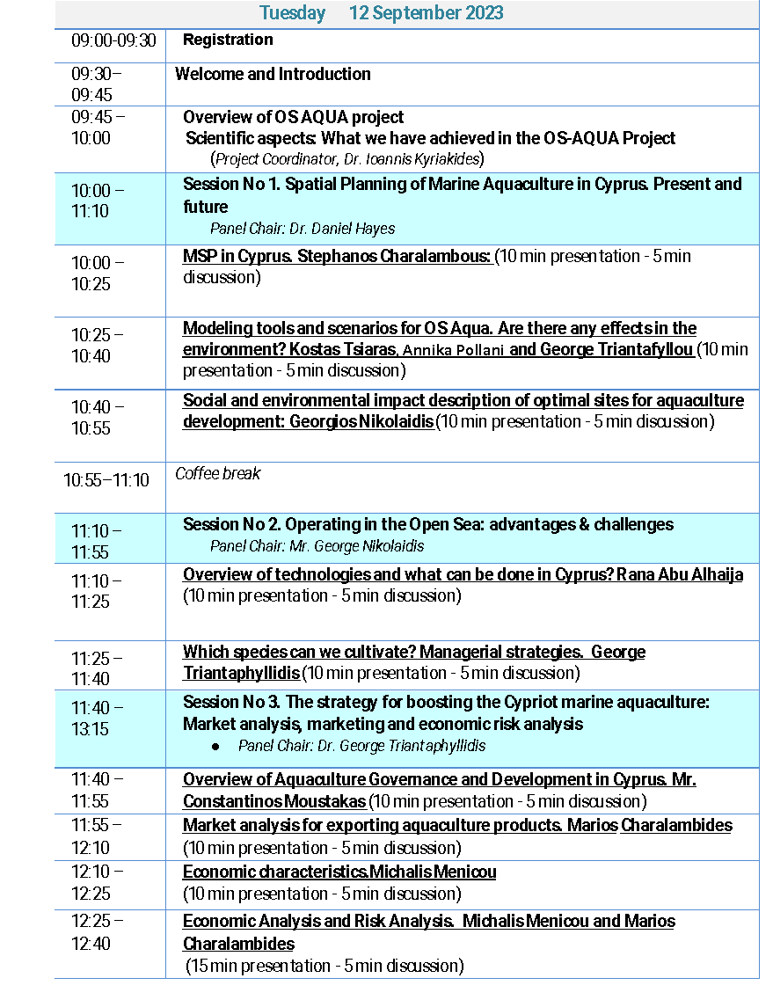 Tuesday 12 September 2023
09:00-09:30 Registration
09:30–
09:45
Welcome and Introduction
09:45 –
10:00
Overview of OS AQUA project
Scientific aspects: What we have achieved in the OS-AQUA Project
(Project Coordinator, Dr. Ioannis Kyriakides)
10:00 –
11:10
Session No 1. Spatial Planning of Marine Aquaculture in Cyprus. Present and
future
Panel Chair: Dr. Daniel Hayes
10:00 –
10:25
MSP in Cyprus. Stephanos Charalambous: (10 min presentation - 5 min
discussion)
10:25 –
10:40
Modeling tools and scenarios for OS Aqua. Are there any effects in the
environment? Kostas Tsiaras, Annika Pollani and George Triantafyllou (10 min
presentation - 5 min discussion)
10:40 –
10:55
Social and environmental impact description of optimal sites for aquaculture
development: Georgios Nikolaidis (10 min presentation - 5 min discussion)
10:55–11:10 Coffee break
11:10 –
11:55
Session No 2. Operating in the Open Sea: advantages & challenges
Panel Chair: Mr. George Nikolaidis
11:10 –
11:25
Overview of technologies and what can be done in Cyprus? Rana Abu Alhaija
(10 min presentation - 5 min discussion)
11:25 –
11:40
Which species can we cultivate? Managerial strategies. George
Triantaphyllidis (10 min presentation - 5 min discussion)
11:40 –
13:15
Session No 3. The strategy for boosting the Cypriot marine aquaculture:
Market analysis, marketing and economic risk analysis
● Panel Chair: Dr. George Triantaphyllidis
11:40 –
11:55
Overview of Aquaculture Governance and Development in Cyprus. Mr.
Constantinos Moustakas (10 min presentation - 5 min discussion)
11:55 –
12:10
Market analysis for exporting aquaculture products. Marios Charalambides
(10 min presentation - 5 min discussion)
12:10 –
12:25
Economic characteristics. Michalis Menicou
(10 min presentation - 5 min discussion)
12:25 –
12:40
Economic Analysis and Risk Analysis. Michalis Menicou and Marios
Charalambides
(15 min presentation - 5 min discussion)